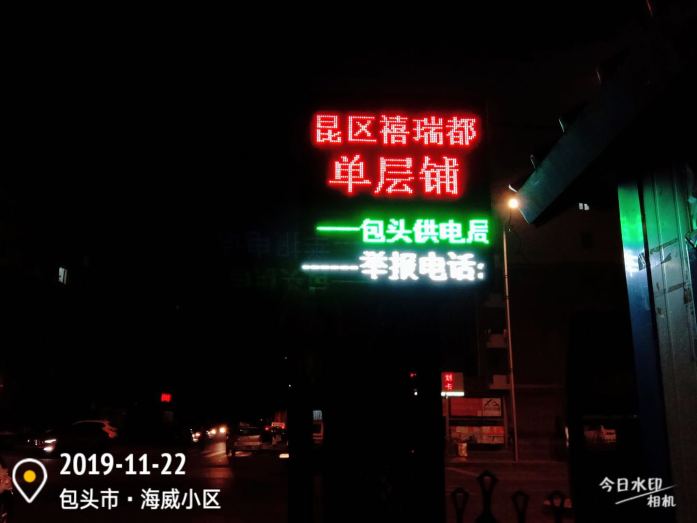 昆区禧瑞都
单层铺
——包头供电局
------举报电话:
2019-11-22
包头市·海威小区
今日水印
相机